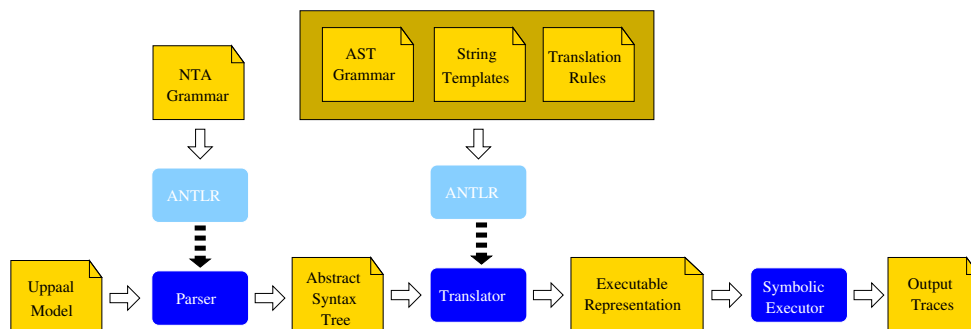 NTA
Grammar
AST
Grammar
String
Templates
Translation
Rules
ANTLR
ANTLR
Uppaal
Model
Parser
Abstract
Syntax
Tree
Translator
Executable
Representation
Symbolic
Executor
Output
Traces